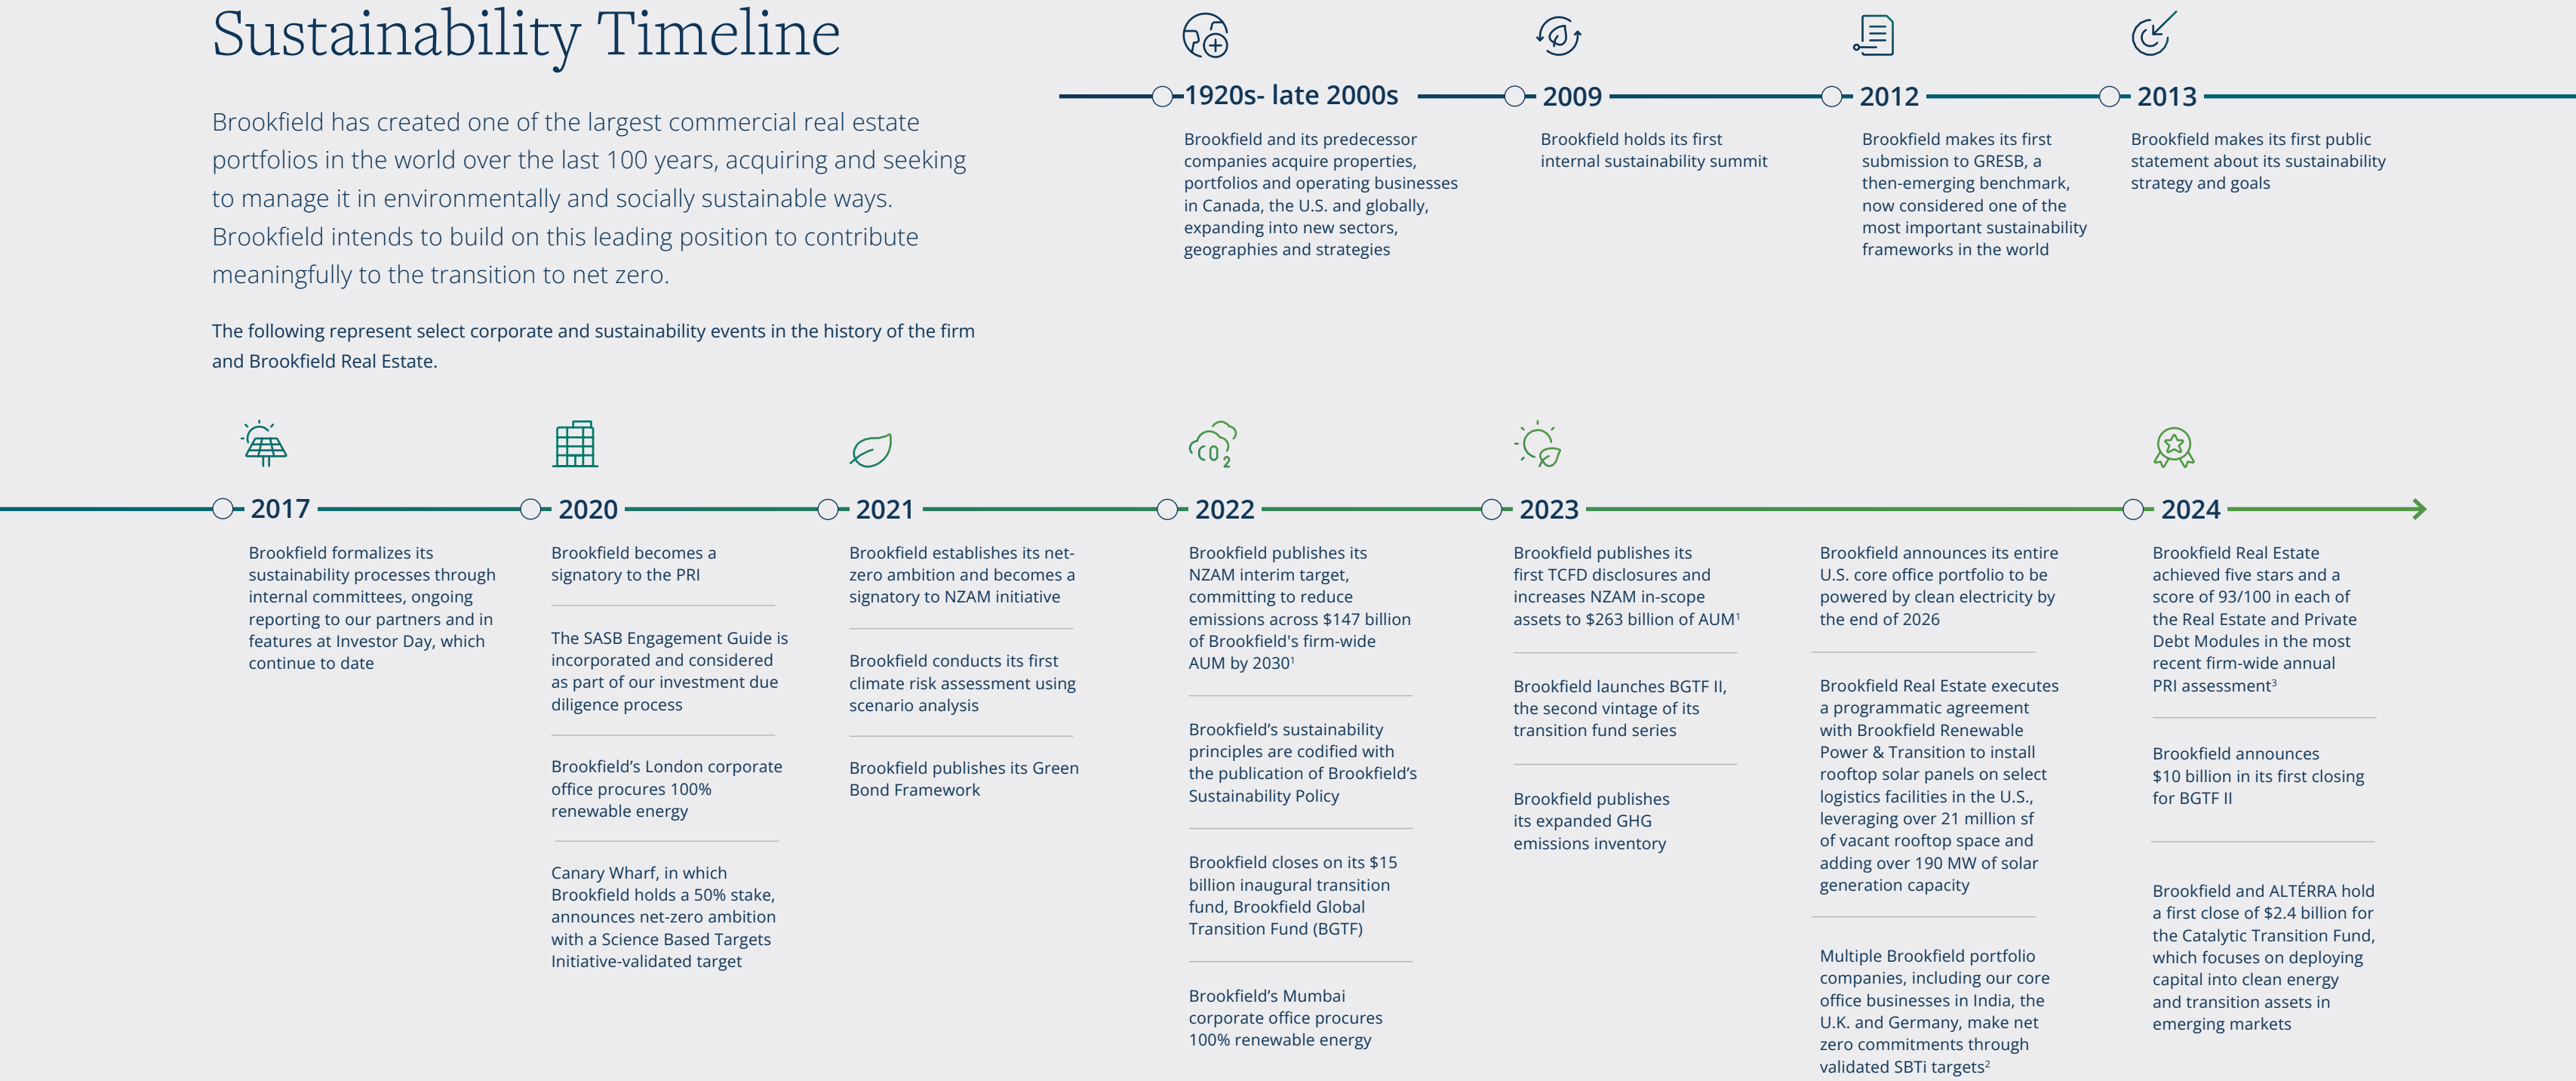 Sustainability Timeline
Brookfield has created one of the largest commercial real estate
portfolios in the world over the last 100 years, acquiring and seeking
to manage it in environmentally and socially sustainable ways.
Brookfield intends to build on this leading position to contribute
meaningfully to the transition to net zero.
The following represent select corporate and sustainability events in the history of the firm
and Brookfield Real Estate.
1920s- late 2000s
Brookfield and its predecessor
companies acquire properties,
portfolios and operating businesses
in Canada, the U.S. and globally,
expanding into new sectors,
geographies and strategies
2009
Brookfield holds its first
internal sustainability summit
2012
Brookfield makes its first
submission to GRESB, a
then-emerging benchmark,
now considered one of the
most important sustainability
frameworks in the world
2013
Brookfield makes its first public
statement about its sustainability
strategy and goals
2017
Brookfield formalizes its
sustainability processes through
internal committees, ongoing
reporting to our partners and in
features at Investor Day, which
continue to date
2020
Brookfield becomes a
signatory to the PRI
The SASB Engagement Guide is
incorporated and considered
as part of our investment due
diligence process
Brookfield’s London corporate
office procures 100%
renewable energy
Canary Wharf, in which
Brookfield holds a 50% stake,
announces net-zero ambition
with a Science Based Targets
Initiative-validated target
2021
Brookfield establishes its net-
zero ambition and becomes a
signatory to NZAM initiative
Brookfield conducts its first
climate risk assessment using
scenario analysis
Brookfield publishes its Green
Bond Framework
CO2
2022
Brookfield publishes its
NZAM interim target,
committing to reduce
emissions across $147 billion
of Brookfield's firm-wide
AUM by 2030¹
Brookfield’s sustainability
principles are codified with
the publication of Brookfield’s
Sustainability Policy
Brookfield closes on its $15
billion inaugural transition
fund, Brookfield Global
Transition Fund (BGTF)
Brookfield’s Mumbai
corporate office procures
100% renewable energy
2023
Brookfield publishes its
first TCFD disclosures and
increases NZAM in-scope
assets to $263 billion of AUM¹
Brookfield launches BGTF II,
the second vintage of its
transition fund series
Brookfield publishes
its expanded GHG
emissions inventory
Brookfield announces its entire
U.S. core office portfolio to be
powered by clean electricity by
the end of 2026
Brookfield Real Estate executes
a programmatic agreement
with Brookfield Renewable
Power & Transition to install
rooftop solar panels on select
logistics facilities in the U.S.,
leveraging over 21 million sf
of vacant rooftop space and
adding over 190 MW of solar
generation capacity
Multiple Brookfield portfolio
companies, including our core
office businesses in India, the
U.K. and Germany, make net
zero commitments through
validated SBTi targets²
2024
Brookfield Real Estate
achieved five stars and a
score of 93/100 in each of
the Real Estate and Private
Debt Modules in the most
recent firm-wide annual
PRI assessment³
Brookfield announces
$10 billion in its first closing
for BGTF II
Brookfield and ALTÉRRA hold
a first close of $2.4 billion for
the Catalytic Transition Fund,
which focuses on deploying
capital into clean energy
and transition assets in
emerging markets